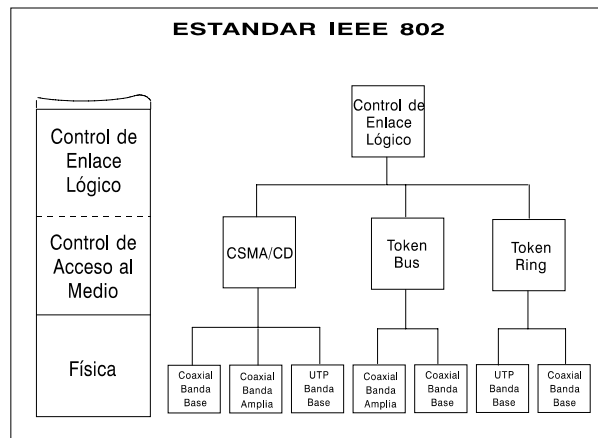 ESTANDAR IEEE 802
Control de
Enlace
Lógico
Control de
Acceso al
Medio
Física
Control de
Enlace
Lógico
CSMA/CD
Token
Bus
Token
Ring
Coaxial
Banda
Base
Coaxial
Banda
Amplia
UTP
Banda
Base
Coaxial
Banda
Amplia
Coaxial
Banda
Base
UTP
Banda
Base
Coaxial
Banda
Base